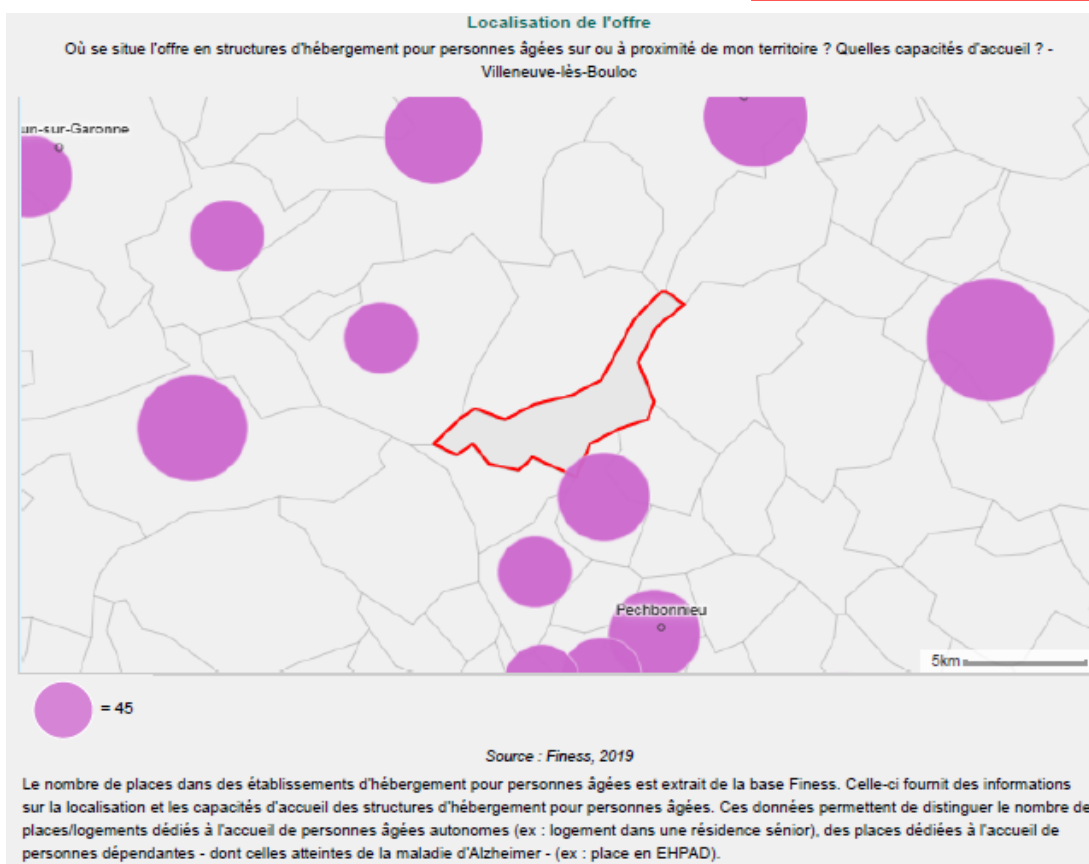 Localisation de l'offre
Où se situe l'offre en structures d'hébergement pour personnes âgées sur ou à proximité de mon territoire ? Quelles capacités d'accueil ? -
Villeneuve-lès-Bouloc
un-sur-Garonne
Pechbonnieu
5km
= 45
Source : Finess, 2019
Le nombre de places dans des établissements d'hébergement pour personnes âgées est extrait de la base Finess. Celle-ci fournit des informations
sur la localisation et les capacités d'accueil des structures d'hébergement pour personnes âgées. Ces données permettent de distinguer le nombre de
places/logements dédiés à l'accueil de personnes âgées autonomes (ex : logement dans une résidence sénior), des places dédiées à l'accueil de
personnes dépendantes - dont celles atteintes de la maladie d'Alzheimer - (ex : place en EHPAD).